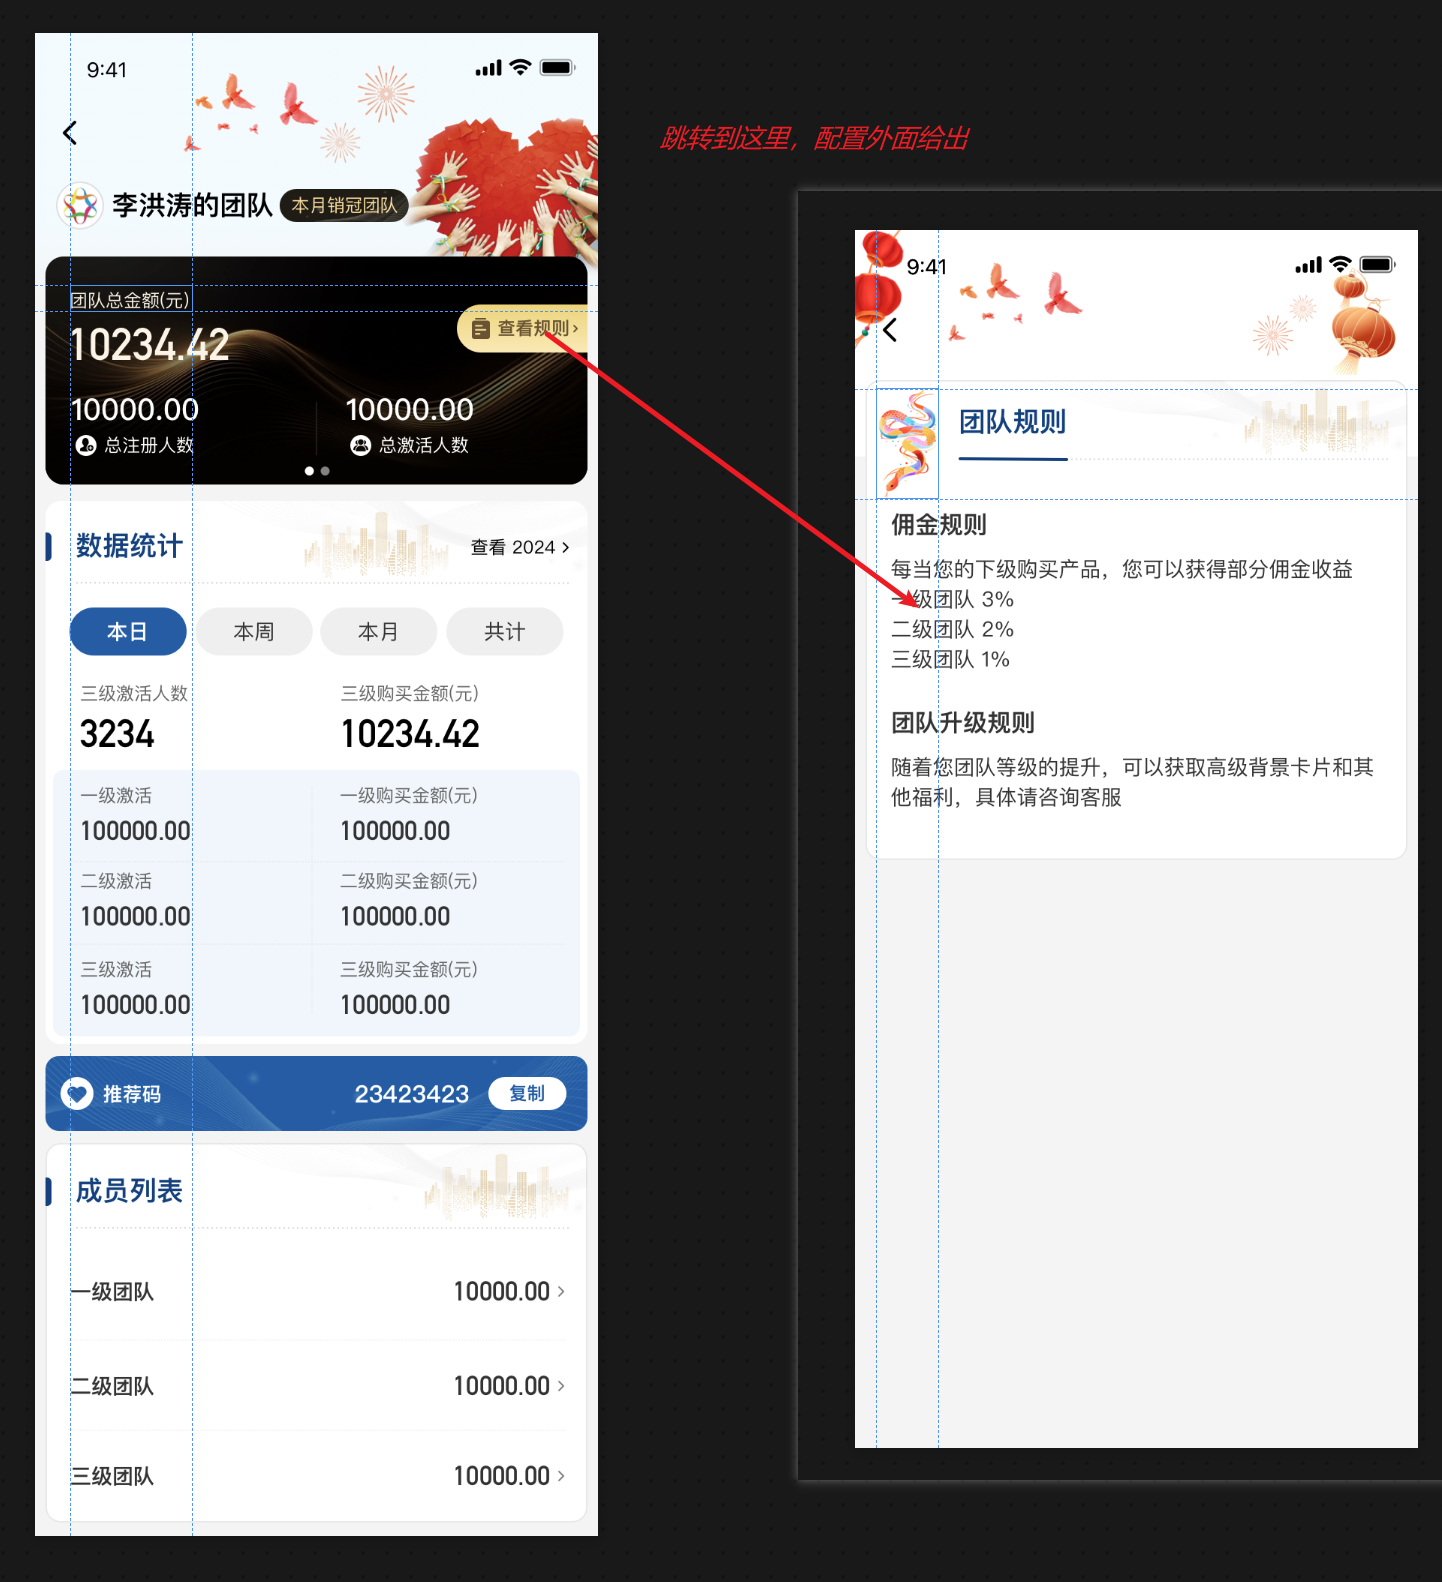 9:41
李洪涛的团队
本月销冠团队
团队总金额(元)
10234.42
查看规则
10000.00
10000.00
总注册人数
总激活人数
数据统计
查看 2024
本日
本周
本月
共计
三级激活人数
三级购买金额(元)
3234
10234.42
一级激活
一级购买金额(元)
100000.00
100000.00
二级激活
二级购买金额(元)
100000.00
100000.00
三级激活
三级购买金额(元)
100000.00
100000.00
推荐码
23423423
复制
成员列表
一级团队
10000.00
二级团队
10000.00
三级团队
10000.00
跳转到这里，配置外面给出
9:41
团队规则
佣金规则
每当您的下级购买产品，您可以获得部分佣金收益
一级团队 3%
二级团队 2%
三级团队 1%
团队升级规则
随着您团队等级的提升，可以获取高级背景卡片和其
他福利，具体请咨询客服